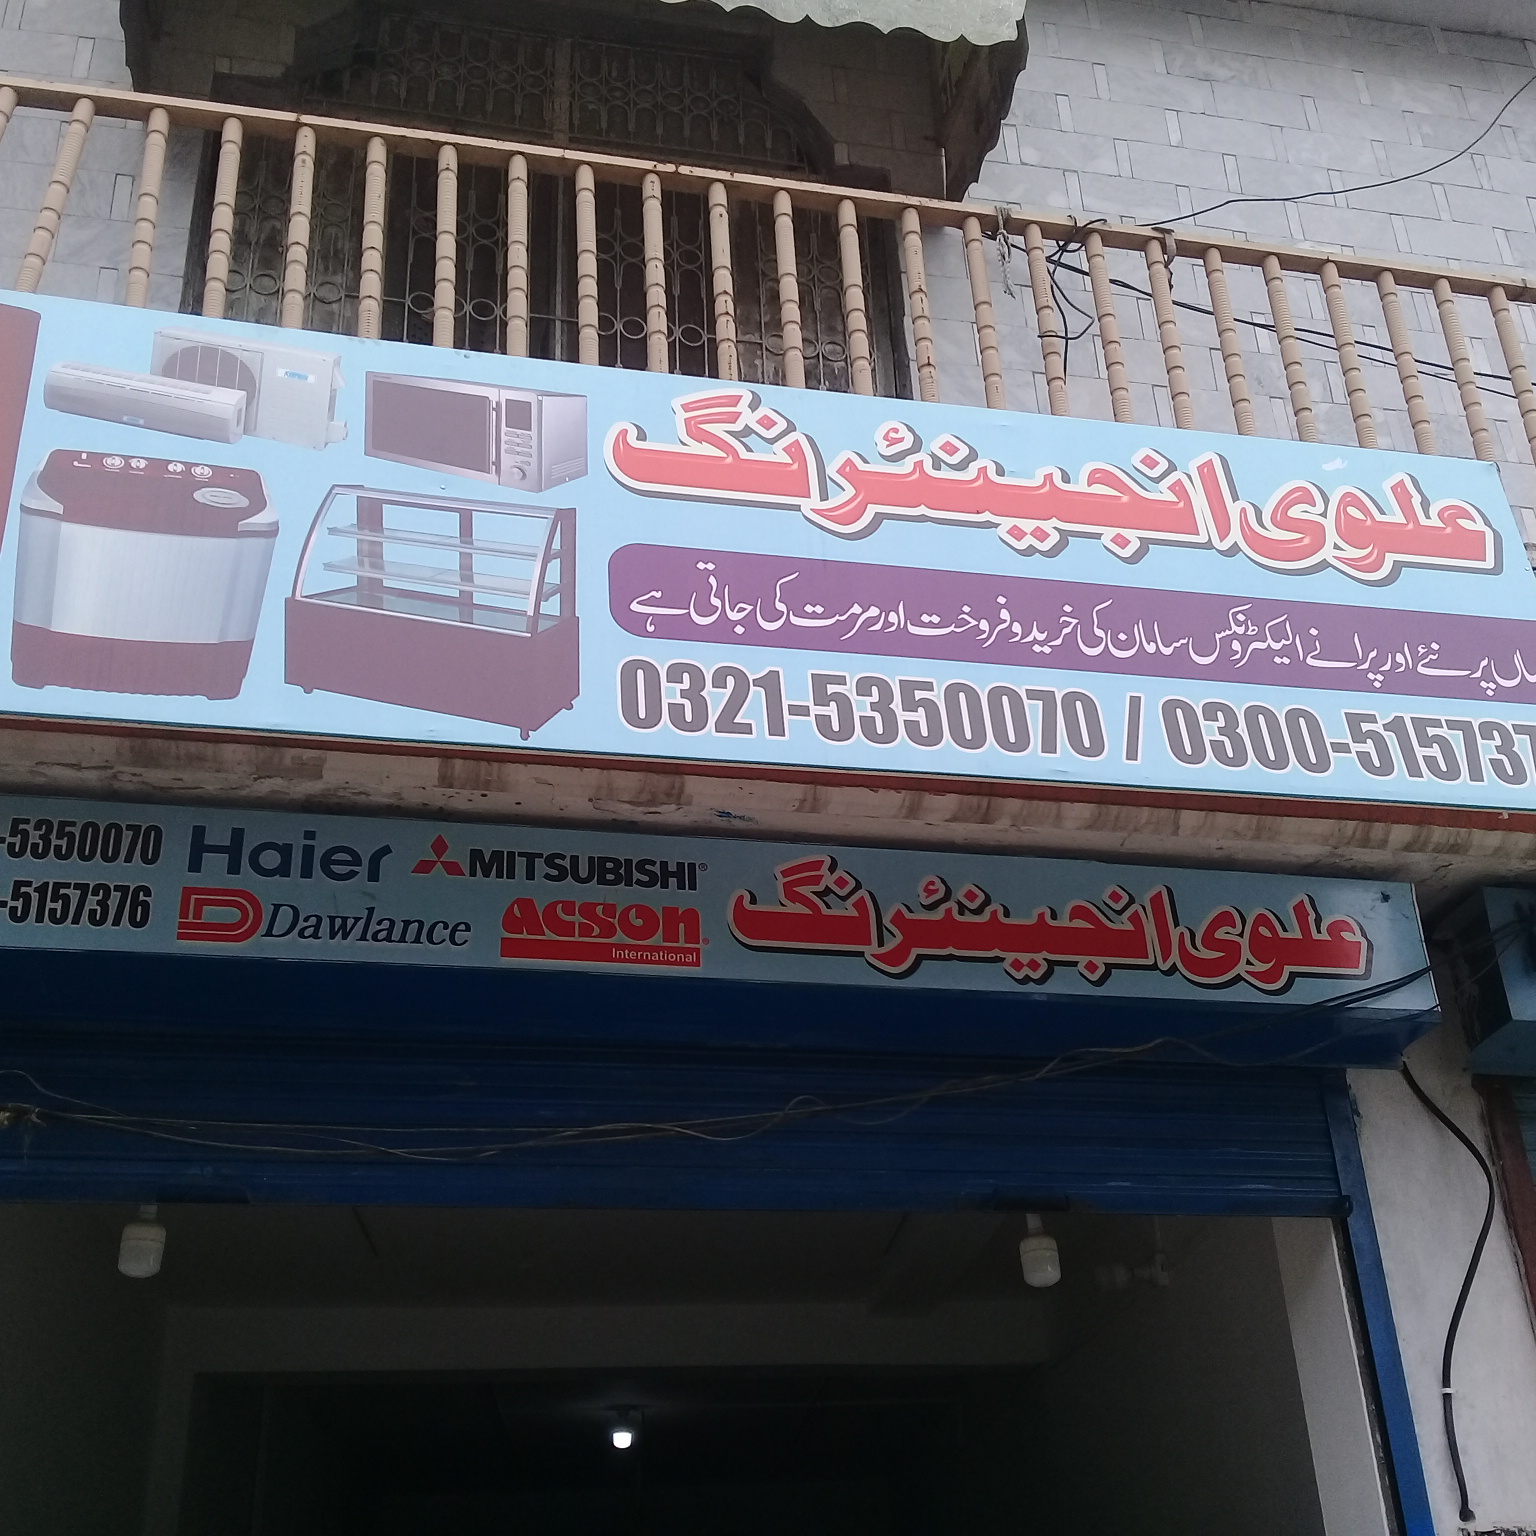 علوی انجینئرنگ
پر نئے اور پرانے الیکٹرونکس سامان کی خرید و فروخت اور مرمت کی جاتی ہے
0321-5350070 / 0300-515737
علوی انجینئرنگ
-5350070
-5157376
Haier
MITSUBISHI®
Dawlance
ACSON
International